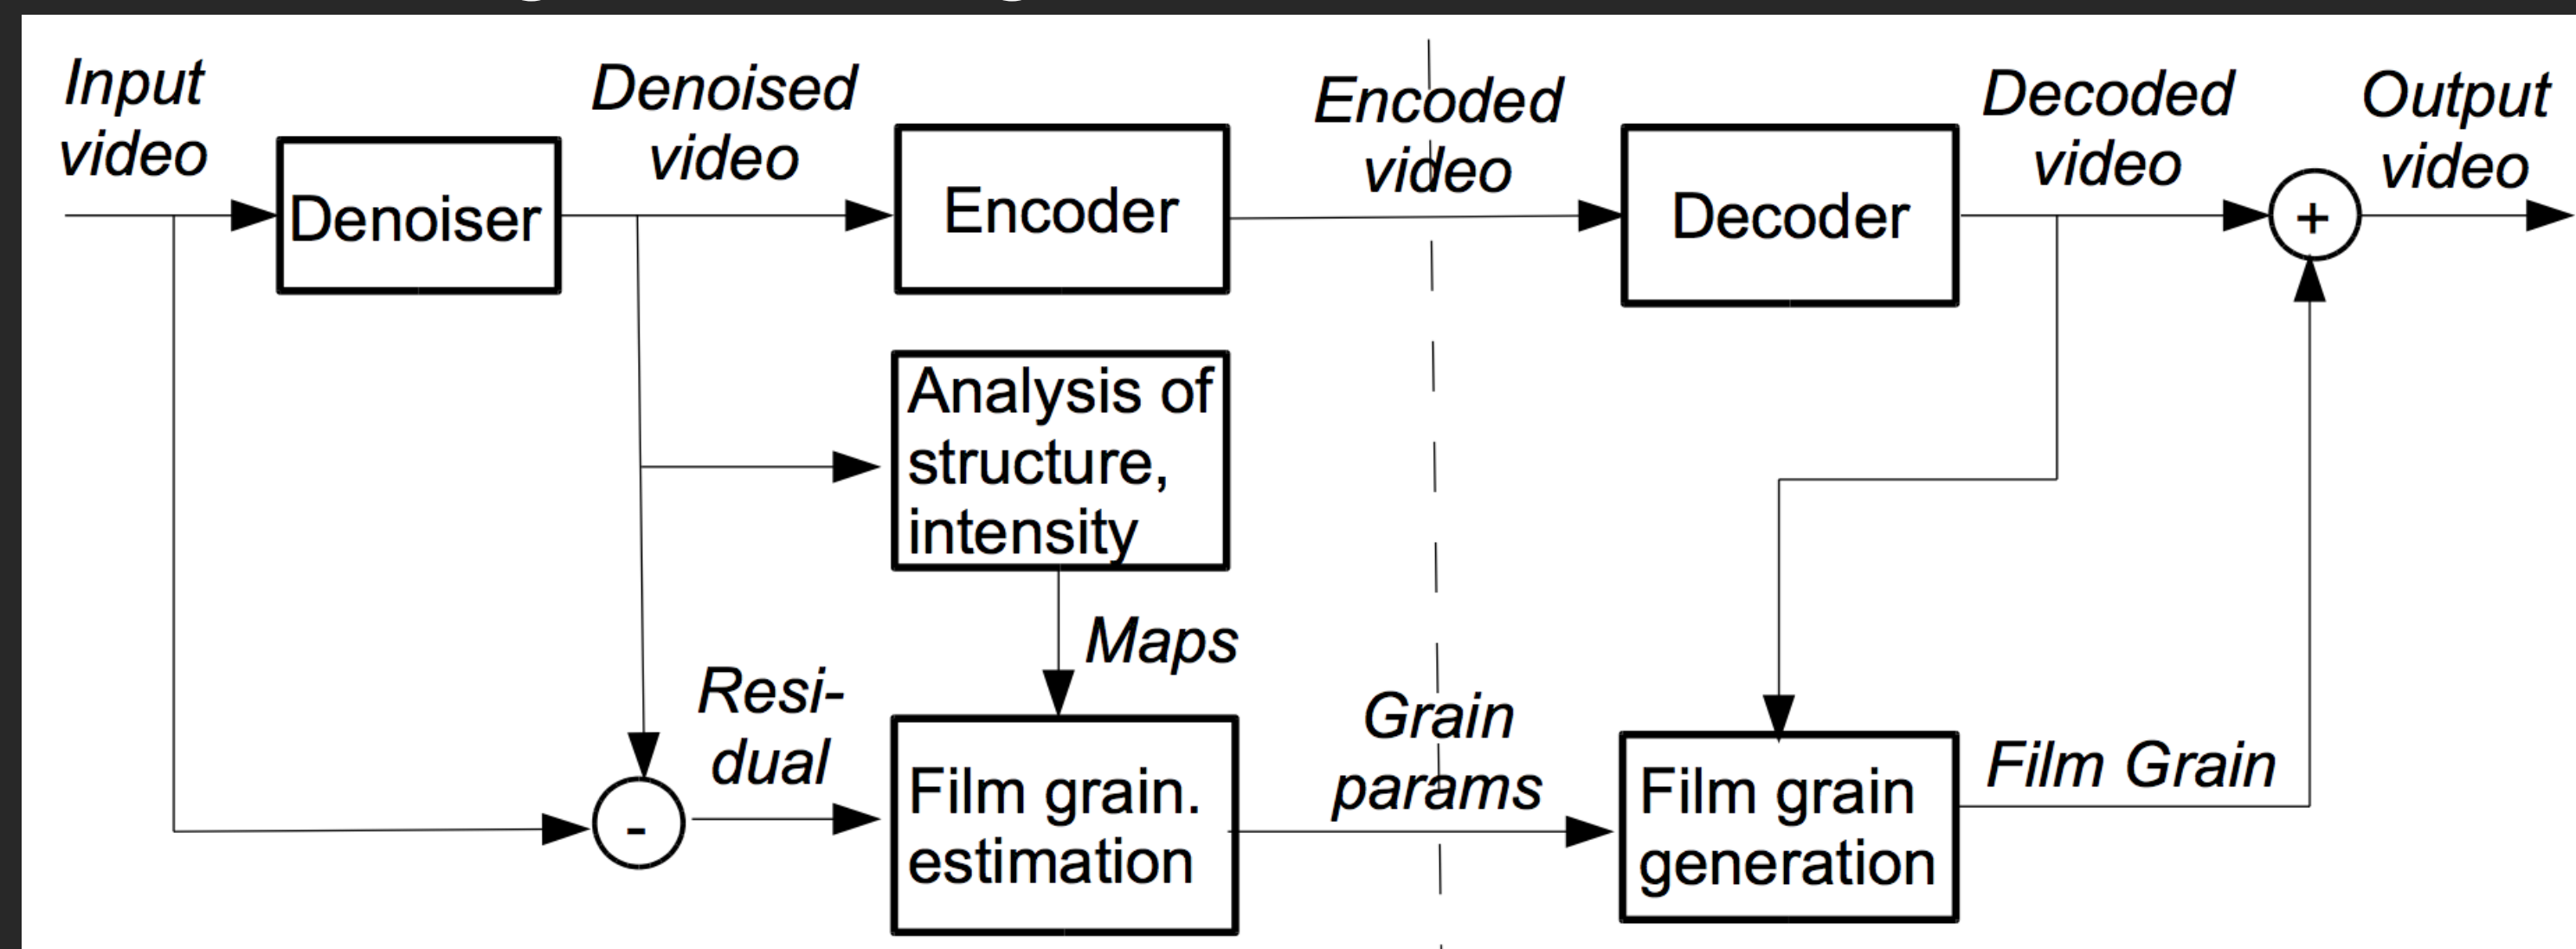 Input
video
Denoised
video
Encoded
video
Decoded
video
Output
video
Denoiser
Encoder
Decoder
+
Analysis of
structure,
intensity
Maps
Resi-
dual
-
Film grain.
estimation
Grain
params
Film grain
generation
Film Grain